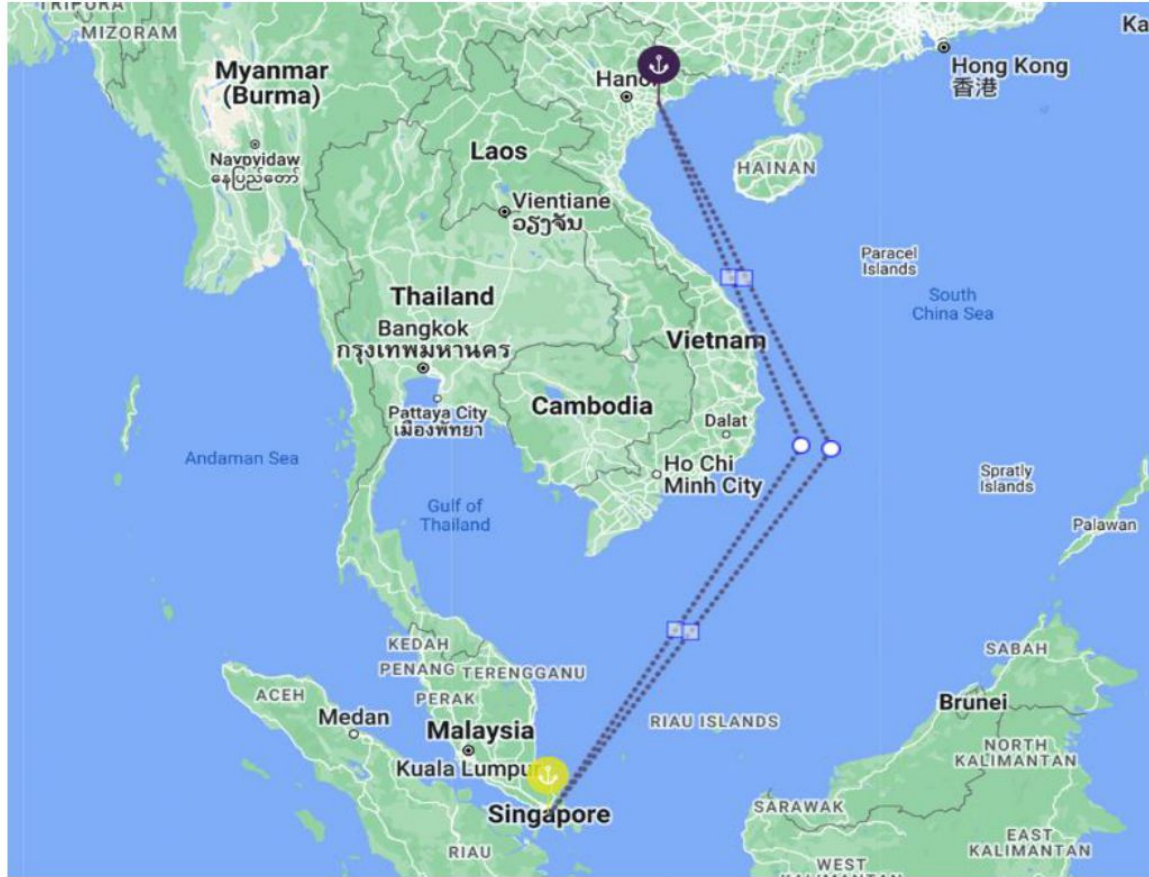 TRIPURA
MIZORAM
Ka
Myanmar
(Burma)
Hanoi
Hong Kong
香港
Laos
HAINAN
Naypyidaw
နေပြည်တော်
Vientiane
ວຽງຈັນ
Paracel
Islands
South
China Sea
Thailand
Bangkok
กรุงเทพมหานคร
Vietnam
Pattaya City
เมืองพัทยา
Cambodia
Dalat
Andaman Sea
Ho Chi
Minh City
Spratly
Islands
Gulf of
Thailand
Palawan
KEDAH
PENANG
TERENGGANU
SABAH
ACEH
PERAK
Medan
Malaysia
RIAU ISLANDS
Brunei
Kuala Lumpur
NORTH
KALIMANTAN
Singapore
SARAWAK
RIAU
EAST
KALIMANTAN
WEST